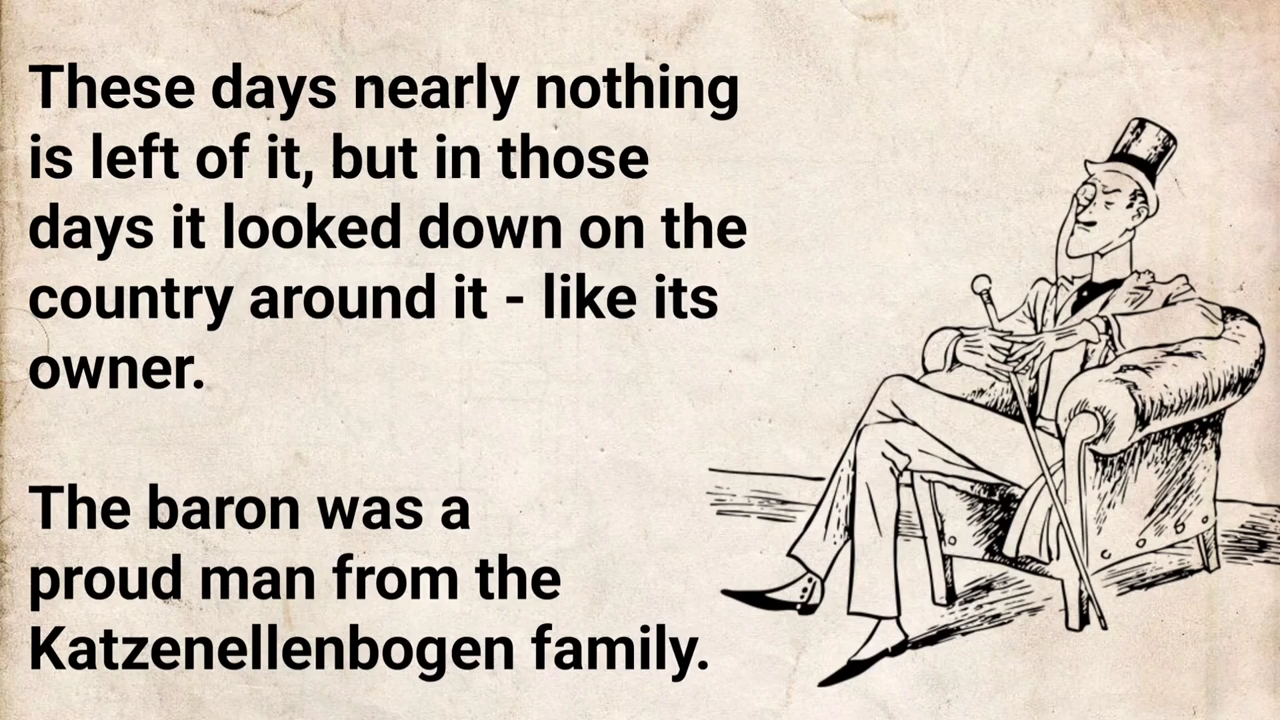 These days nearly nothing
is left of it, but in those
days it looked down on the
country around it - like its
owner.
The baron was a
proud man from the
Katzenellenbogen family.